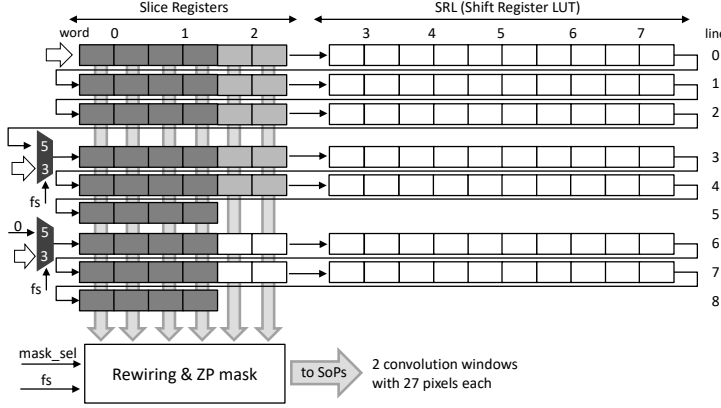 Slice Registers SRL (Shift Register LUT)
word 0 1 2 3 4 5 6 7 line
0
1
2
5
3
3
fs
4
5
0
5
3
6
fs
7
8
mask_sel
fs
Rewiring & ZP mask
to SoPs
2 convolution windows
with 27 pixels each